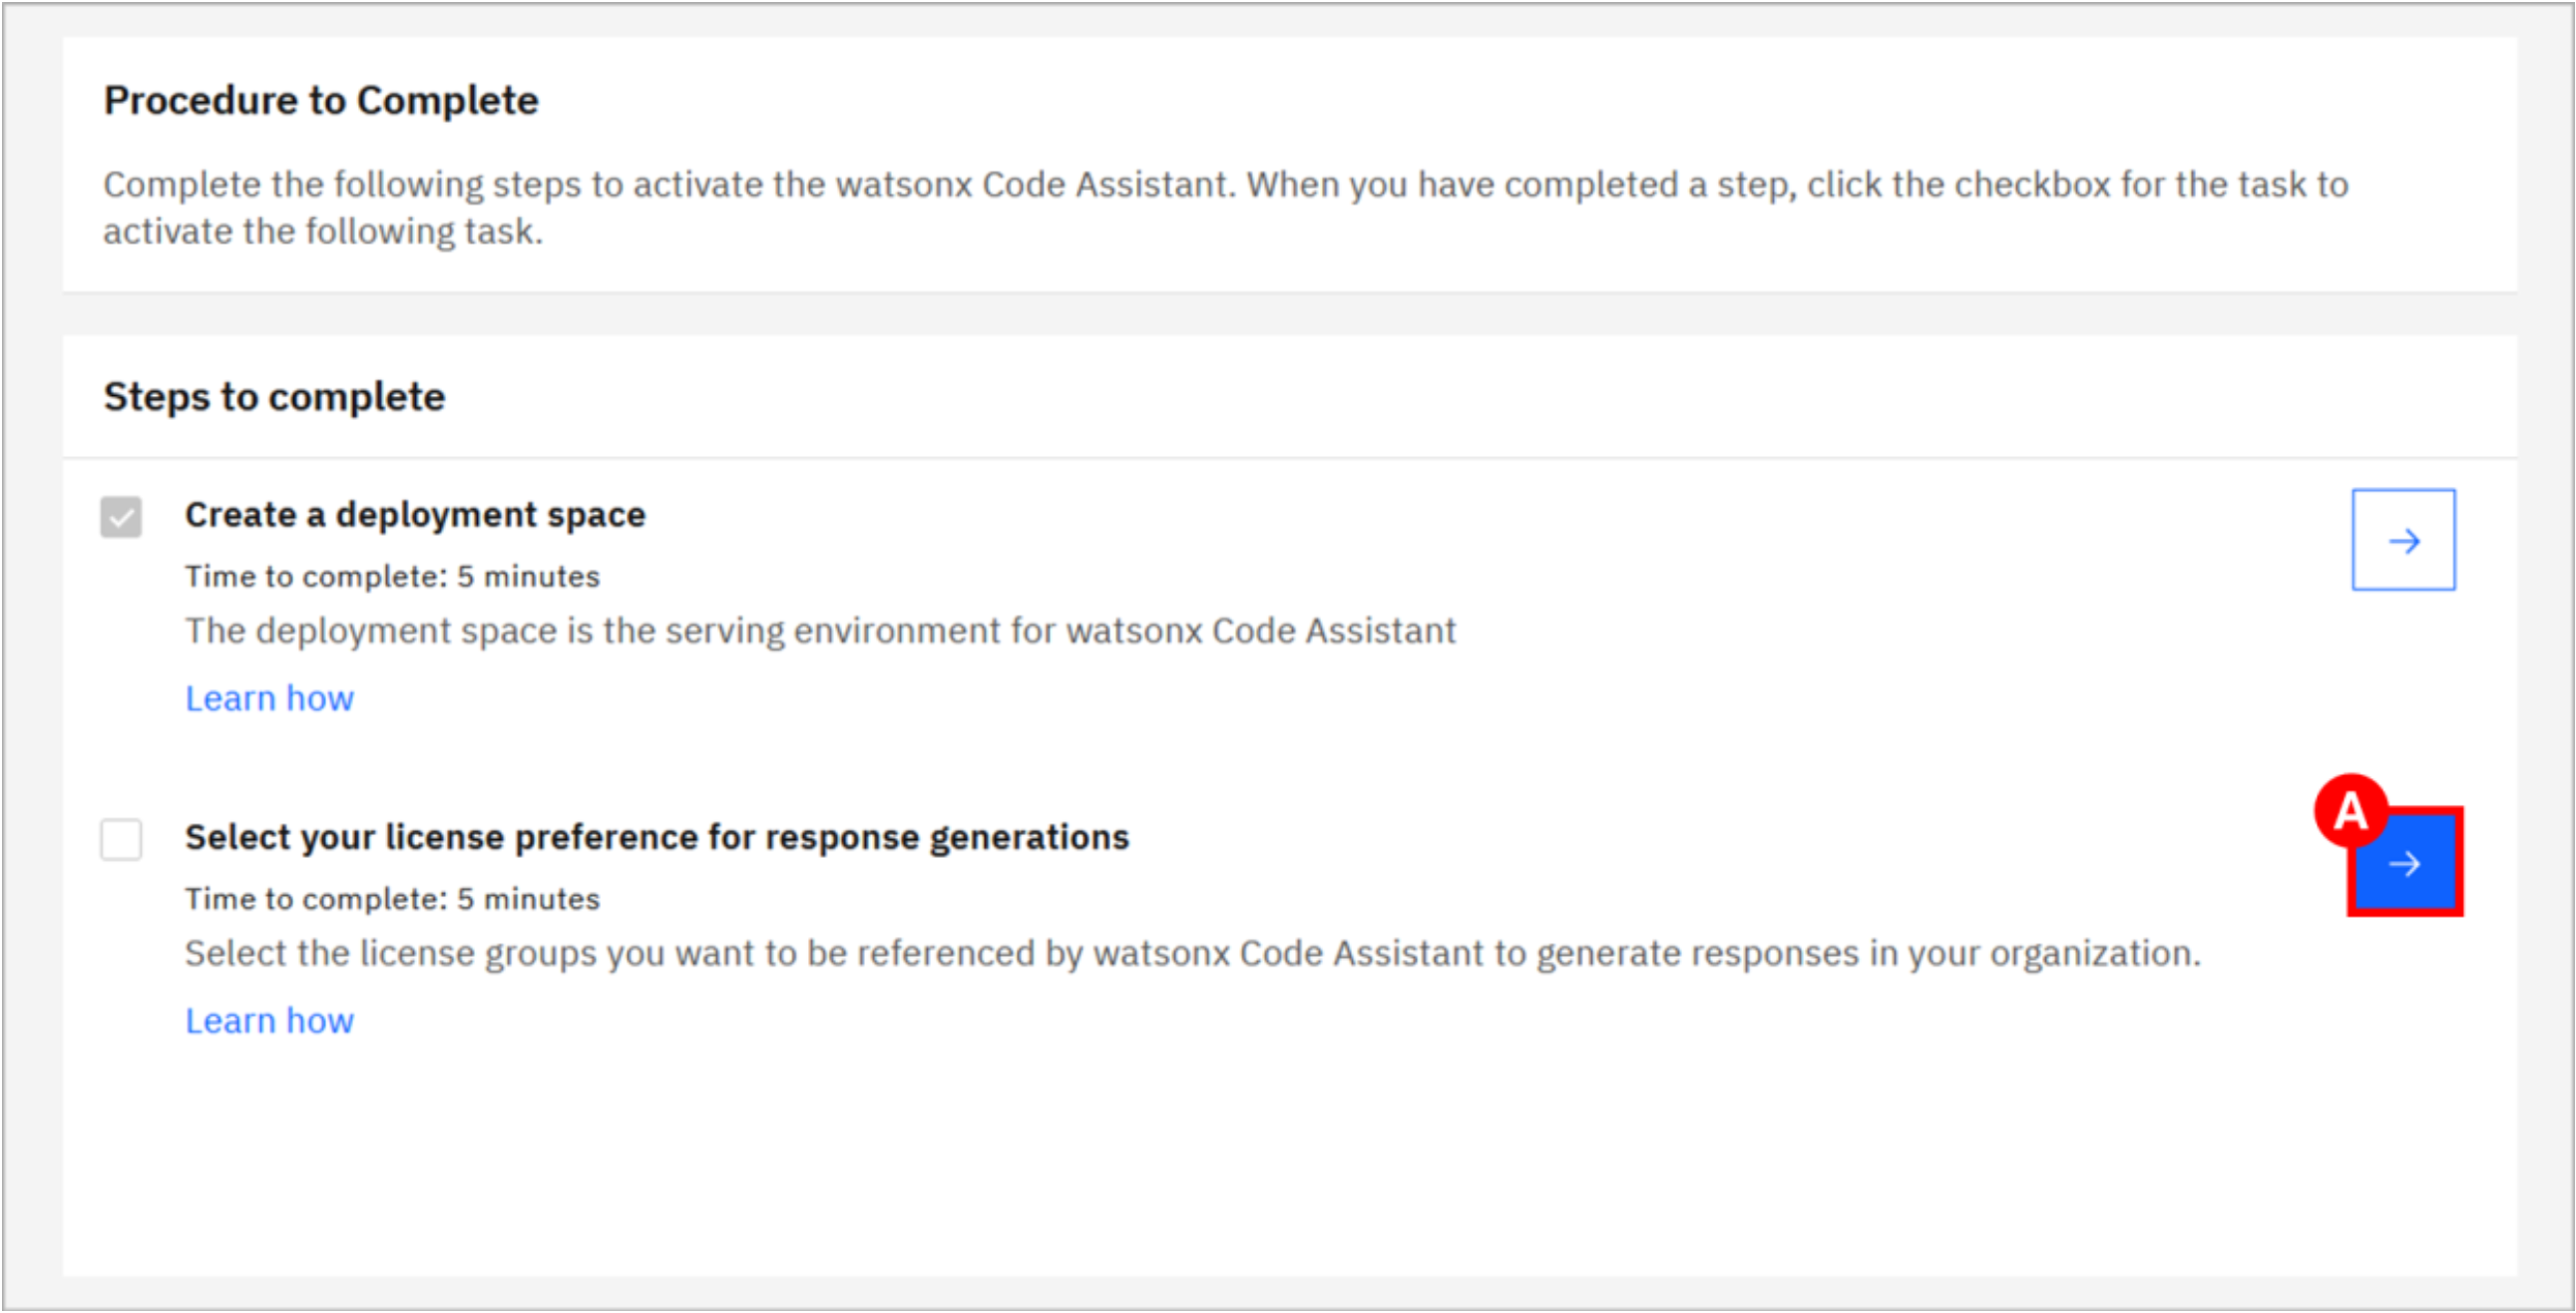 Procedure to Complete
Complete the following steps to activate the watsonx Code Assistant. When you have completed a step, click the checkbox for the task to
activate the following task.
Steps to complete
Create a deployment space
Time to complete: 5 minutes
The deployment space is the serving environment for watsonx Code Assistant
Learn how
A
Select your license preference for response generations
Time to complete: 5 minutes
Select the license groups you want to be referenced by watsonx Code Assistant to generate responses in your organization.
Learn how